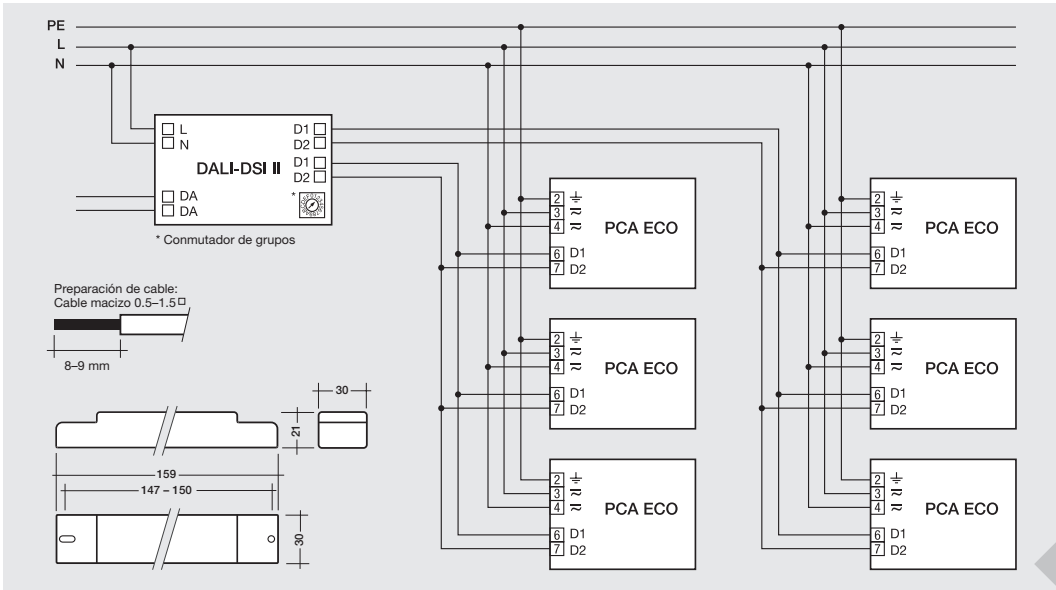 PE
L
N
L
N
DALI-DSI II
D1
D2
D1
D2
DA
DA
*
* Conmutador de grupos
Preparación de cable:
Cable macizo 0.5–1.5□
8–9 mm
30
21
159
147 – 150
30
2
3
4
PCA ECO
6 D1
7 D2
2
3
4
PCA ECO
6 D1
7 D2
2
3
4
PCA ECO
6 D1
7 D2
2
3
4
PCA ECO
6 D1
7 D2
2
3
4
PCA ECO
6 D1
7 D2
2
3
4
PCA ECO
6 D1
7 D2